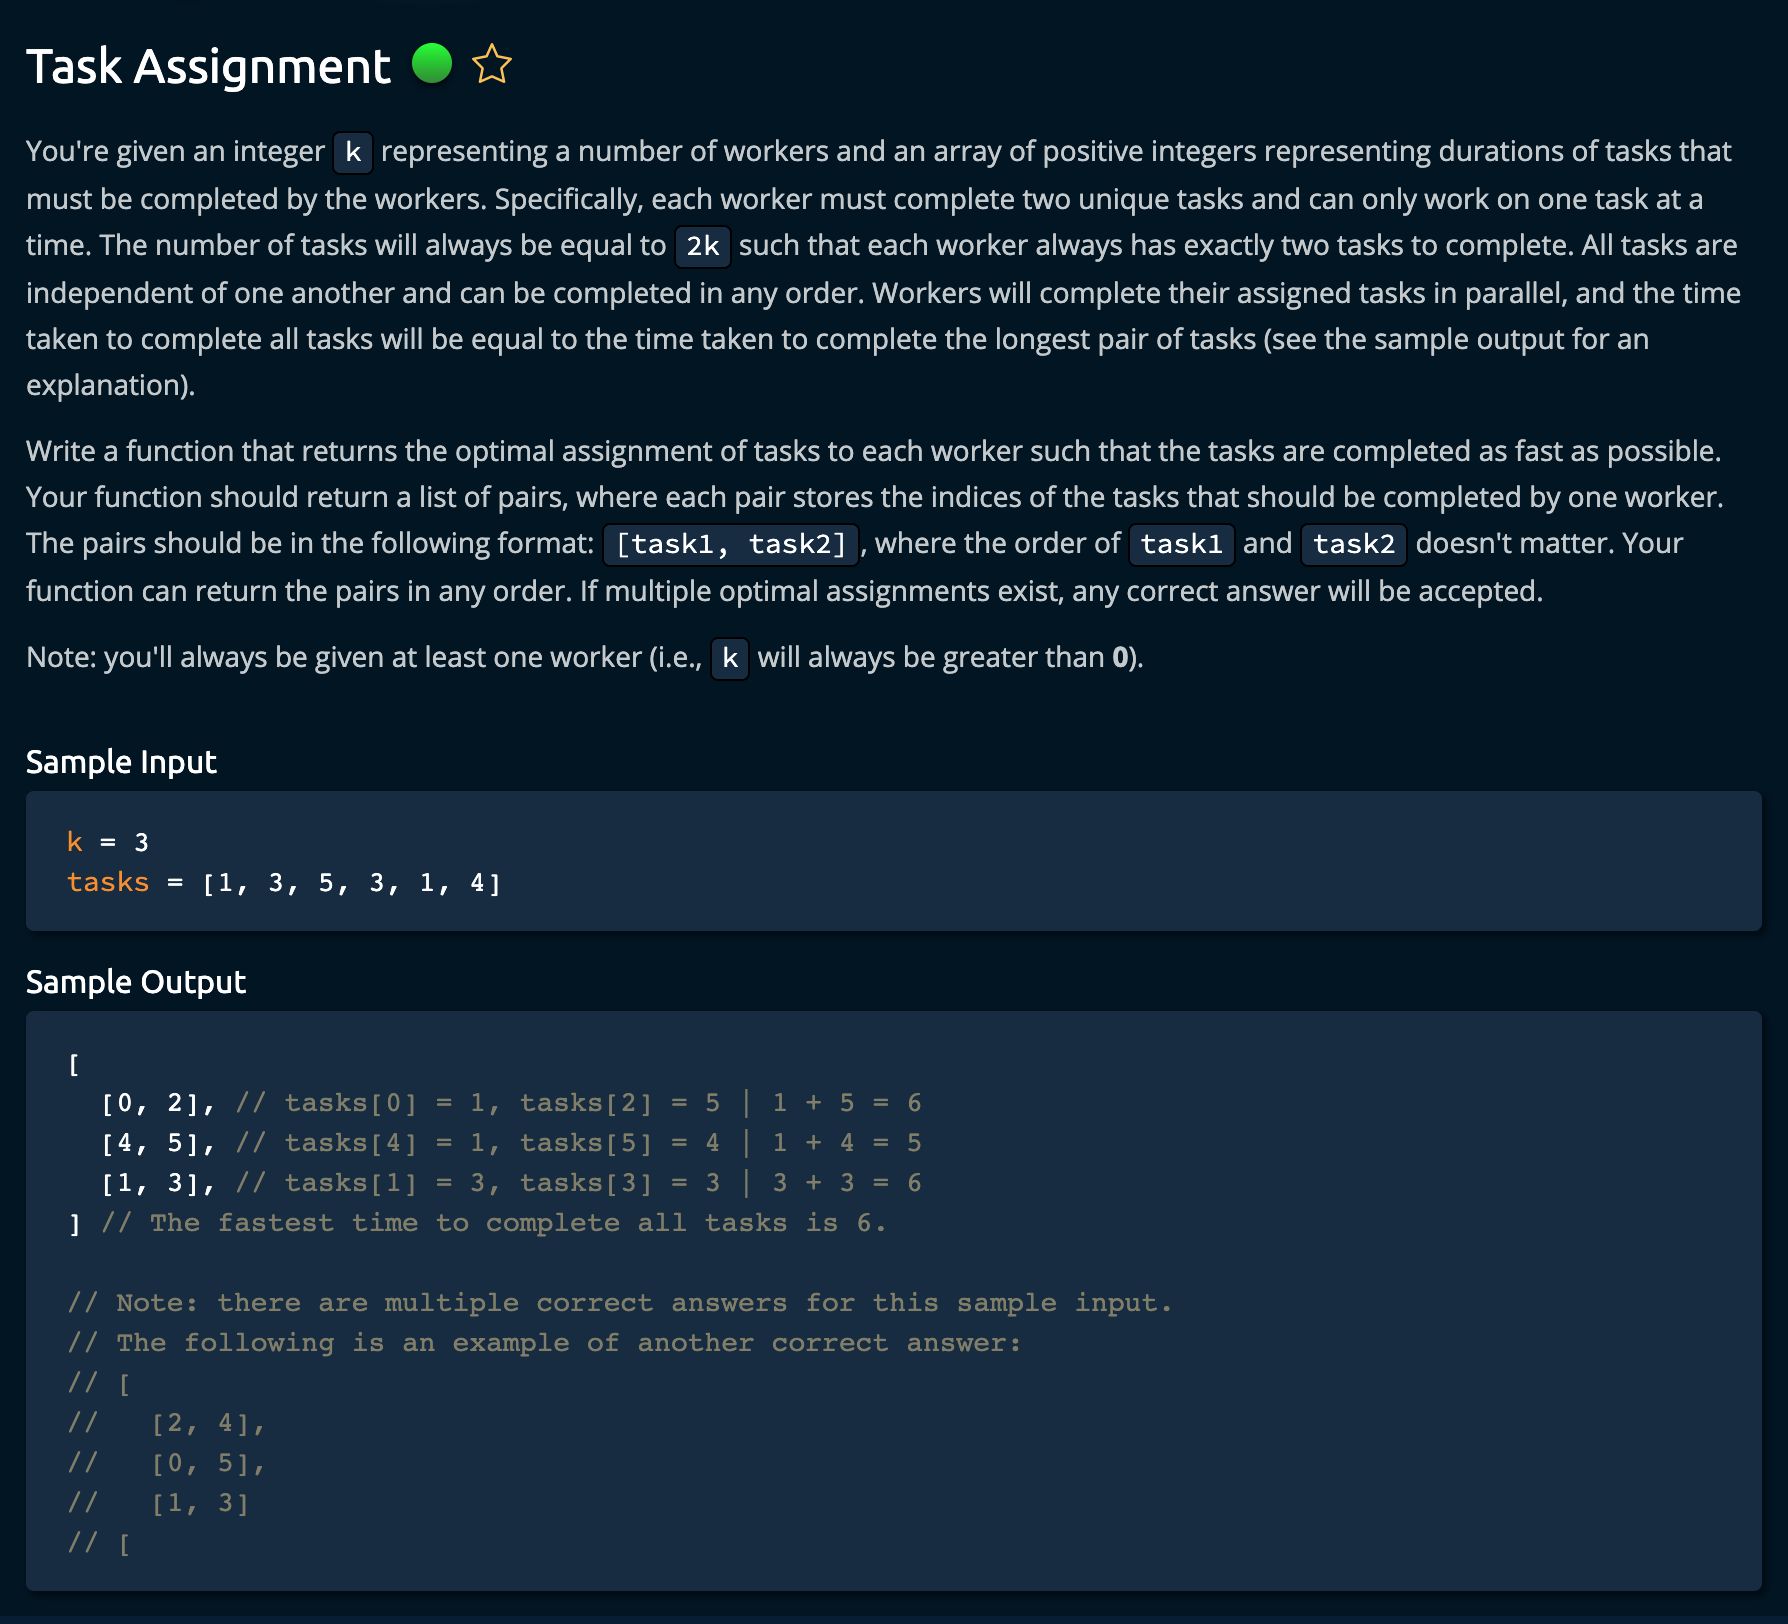 Task Assignment
You're given an integer k representing a number of workers and an array of positive integers representing durations of tasks that
must be completed by the workers. Specifically, each worker must complete two unique tasks and can only work on one task at a
time. The number of tasks will always be equal to 2k such that each worker always has exactly two tasks to complete. All tasks are
independent of one another and can be completed in any order. Workers will complete their assigned tasks in parallel, and the time
taken to complete all tasks will be equal to the time taken to complete the longest pair of tasks (see the sample output for an
explanation).
Write a function that returns the optimal assignment of tasks to each worker such that the tasks are completed as fast as possible.
Your function should return a list of pairs, where each pair stores the indices of the tasks that should be completed by one worker.
The pairs should be in the following format: [task1, task2], where the order of task1 and task2 doesn't matter. Your
function can return the pairs in any order. If multiple optimal assignments exist, any correct answer will be accepted.
Note: you'll always be given at least one worker (i.e., k will always be greater than 0).
Sample Input
k = 3
tasks = [1, 3, 5, 3, 1, 4]
Sample Output
[
  [0, 2], // tasks[0] = 1, tasks[2] = 5 | 1 + 5 = 6
  [4, 5], // tasks[4] = 1, tasks[5] = 4 | 1 + 4 = 5
  [1, 3], // tasks[1] = 3, tasks[3] = 3 | 3 + 3 = 6
] // The fastest time to complete all tasks is 6.
// Note: there are multiple correct answers for this sample input.
// The following is an example of another correct answer:
// [
//   [2, 4],
//   [0, 5],
//   [1, 3]
// [